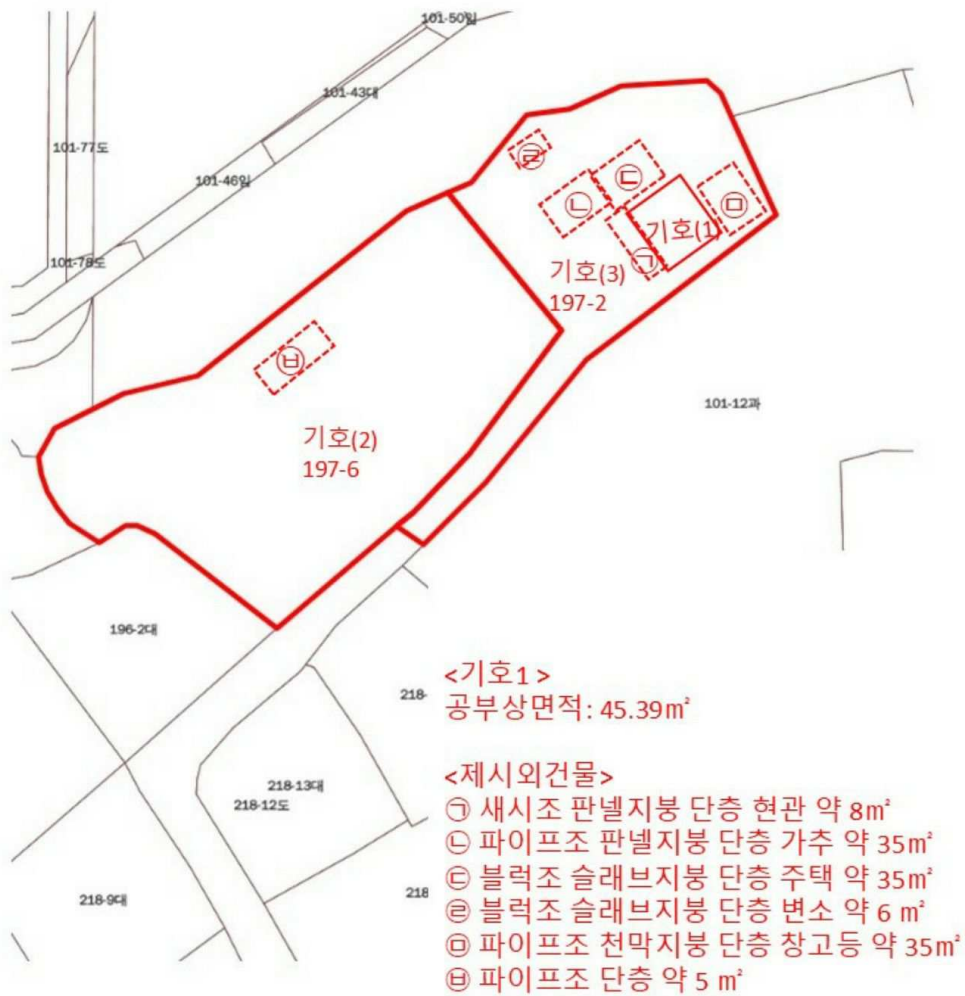 101-50임
101-43대
101-77도
101-46임
101-78도
㉣
㉢
㉡
㉤
기호(1)
㉠
기호(3)
197-2
㉥
101-12과
기호(2)
197-6
196-2대
<기호1 >
218-
공부상면적: 45.39㎡
<제시외건물>
218-13대
218-12도
㉠ 새시조 판넬지붕 단층 현관 약 8㎡
㉡ 파이프조 판넬지붕 단층 가추 약 35㎡
㉢ 블럭조 슬래브지붕 단층 주택 약 35㎡
218-9대
218
㉣ 블럭조 슬래브지붕 단층 변소 약 6 ㎡
㉤ 파이프조 천막지붕 단층 창고등 약 35㎡
㉥ 파이프조 단층 약 5 ㎡